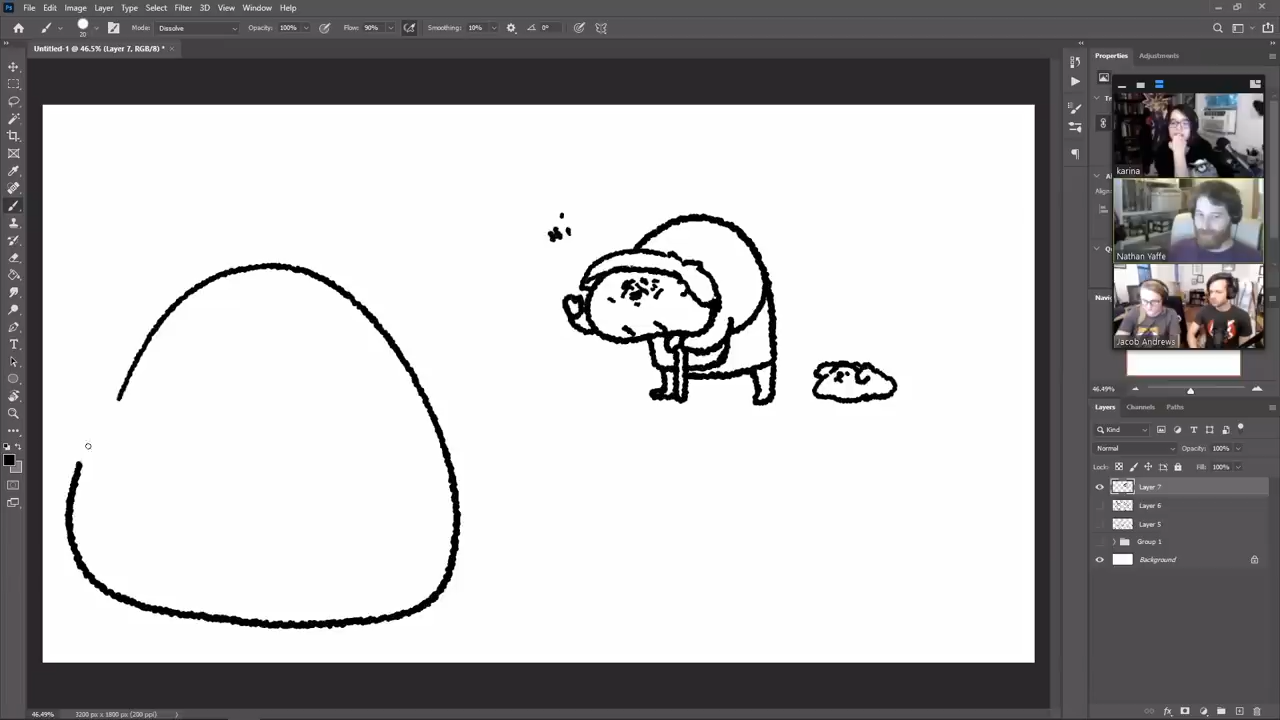 File Edit Image Layer Type Select Filter 3D View Window Help
20 Mode: Dissolve Opacity: 100% Flow: 90% Smoothing: 10% 0°
Untitled-1 @ 46.5% (Layer 7, RGB/8) * ×
Properties Adjustments
karina
Nathan Yaffe
Jacob Andrews
46.49%
Layers Channels Paths
Kind
Normal Opacity: 100%
Lock: Fill: 100%
Layer 7
Layer 6
Layer 5
Group 1
Background
46.49% 3200 px x 1800 px (200 ppi)